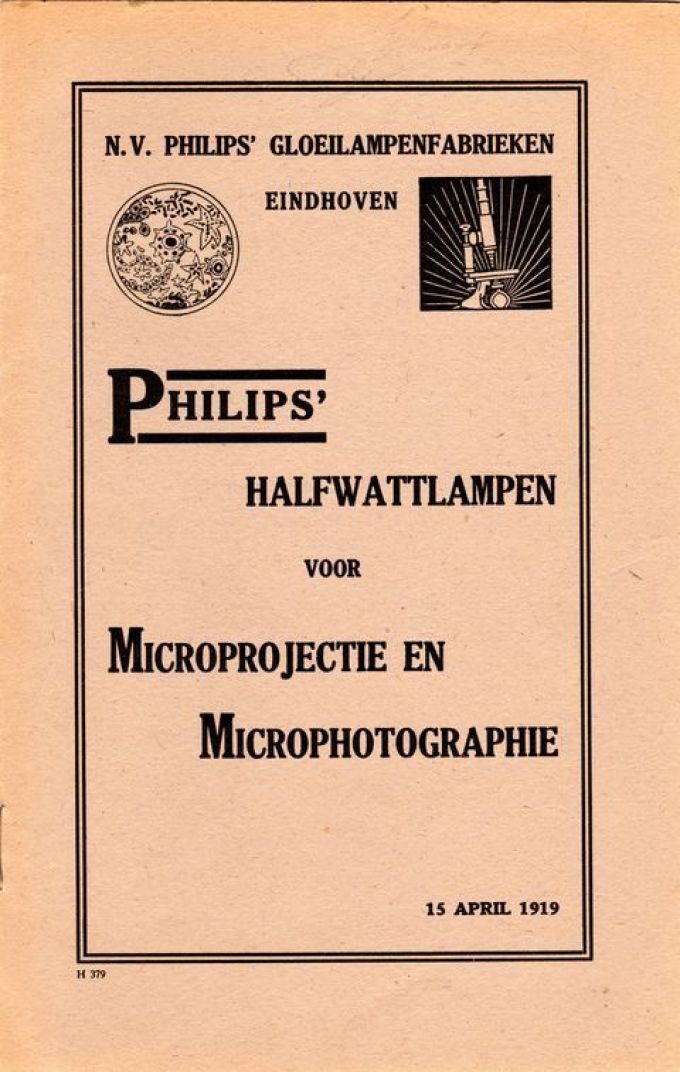 N.V. PHILIPS' GLOEILAMPENFABRIEKEN
EINDHOVEN
PHILIPS'
HALFWATTLAMPEN
VOOR
MICROPROJECTIE EN
MICROPHOTOGRAPHIE
15 APRIL 1919
H 379